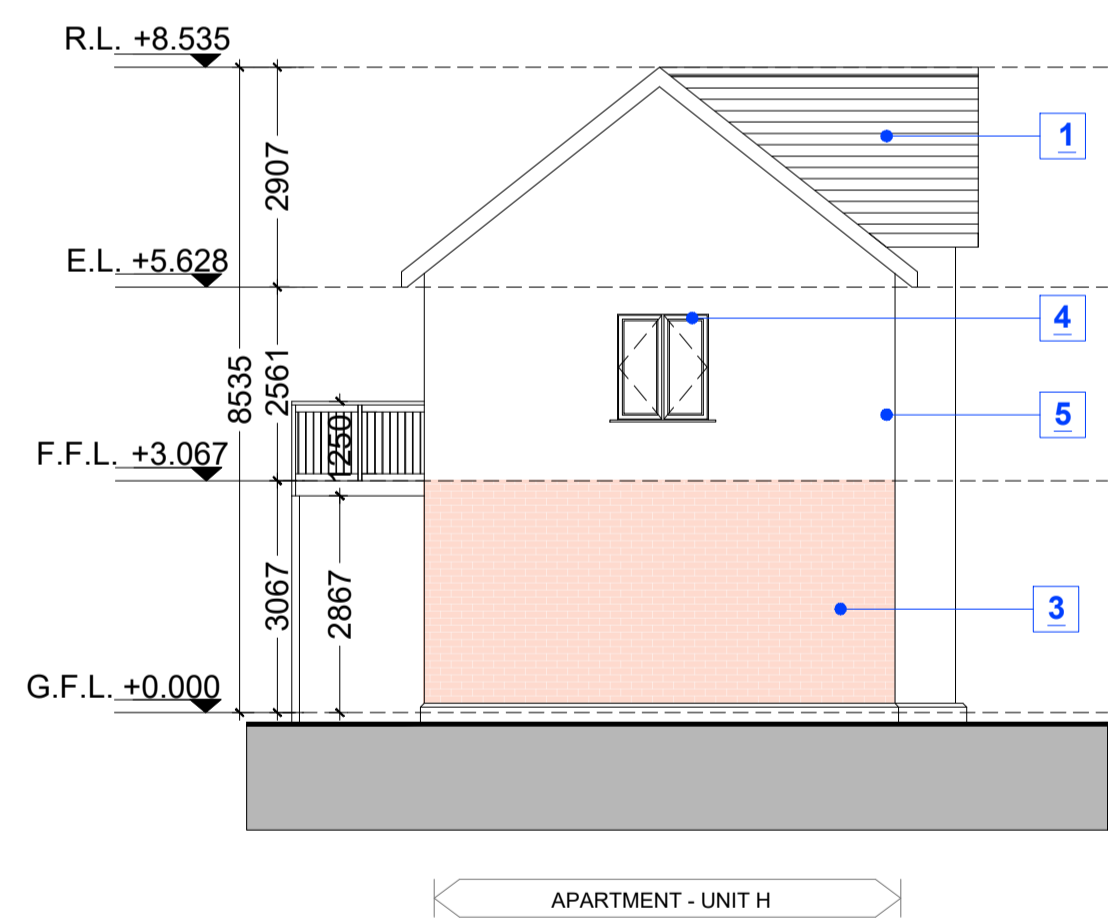 R.L. +8.535
1
2907
E.L. +5.628
4
8535
2561
5
1250
F.F.L. +3.067
3067
2867
3
G.F.L. +0.000
APARTMENT - UNIT H